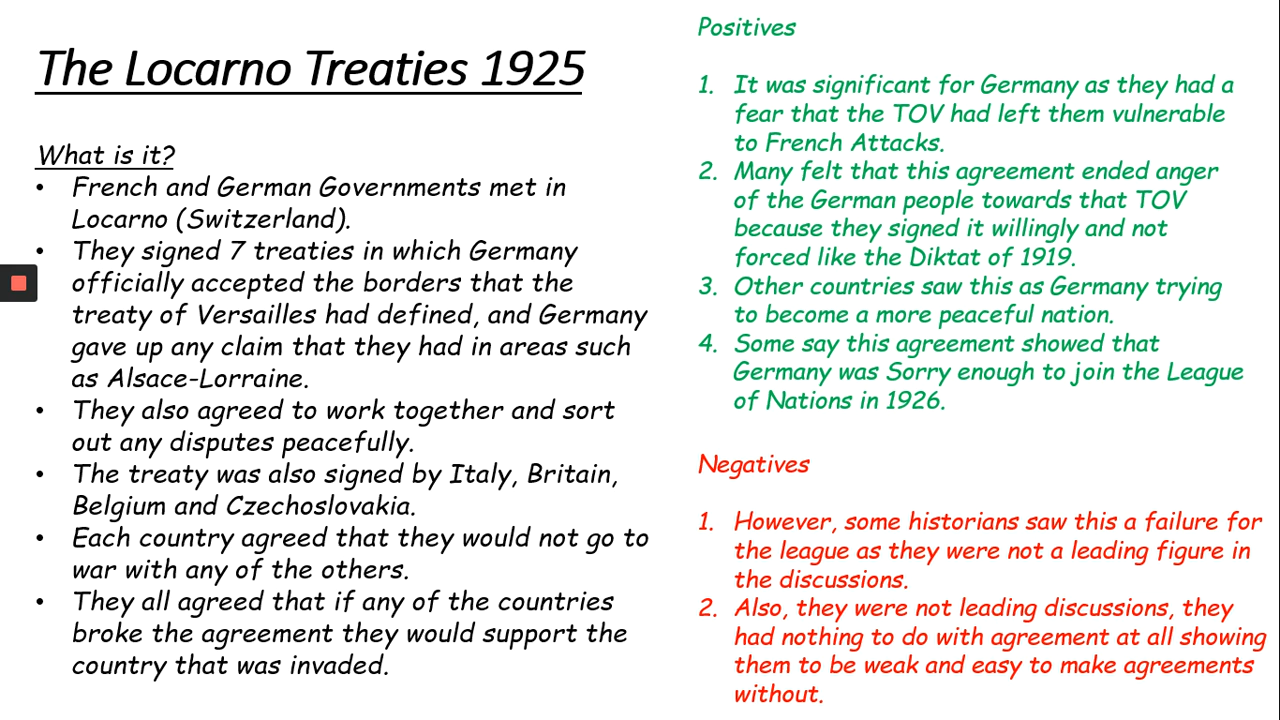 The Locarno Treaties 1925
What is it?
• French and German Governments met in
Locarno (Switzerland).
• They signed 7 treaties in which Germany
officially accepted the borders that the
treaty of Versailles had defined, and Germany
gave up any claim that they had in areas such
as Alsace-Lorraine.
• They also agreed to work together and sort
out any disputes peacefully.
• The treaty was also signed by Italy, Britain,
Belgium and Czechoslovakia.
• Each country agreed that they would not go to
war with any of the others.
• They all agreed that if any of the countries
broke the agreement they would support the
country that was invaded.
Positives
1. It was significant for Germany as they had a
fear that the TOV had left them vulnerable
to French Attacks.
2. Many felt that this agreement ended anger
of the German people towards that TOV
because they signed it willingly and not
forced like the Diktat of 1919.
3. Other countries saw this as Germany trying
to become a more peaceful nation.
4. Some say this agreement showed that
Germany was Sorry enough to join the League
of Nations in 1926.
Negatives
1. However, some historians saw this a failure for
the league as they were not a leading figure in
the discussions.
2. Also, they were not leading discussions, they
had nothing to do with agreement at all showing
them to be weak and easy to make agreements
without.